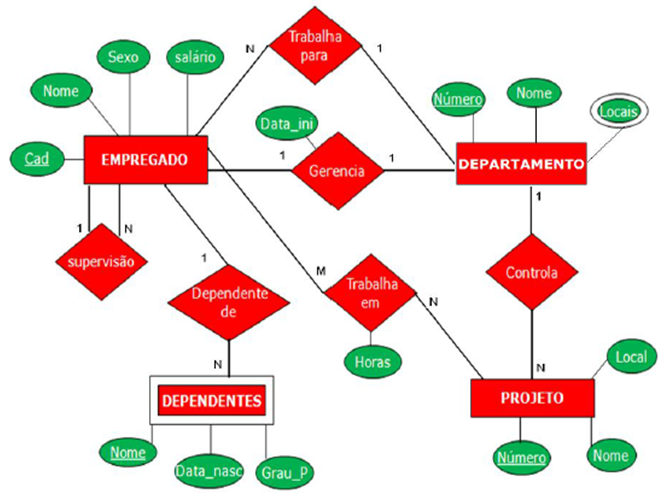 Trabalha
para
N
1
Sexo
salário
Nome
Número
Nome
Locais
Data_ini
Cad
EMPREGADO
1
Gerencia
1
DEPARTAMENTO
1
1
N
supervisão
1
M
Controla
Dependente
de
Trabalha
em
N
N
N
Horas
Local
DEPENDENTES
PROJETO
Nome
Data_nasc
Grau_P
Número
Nome